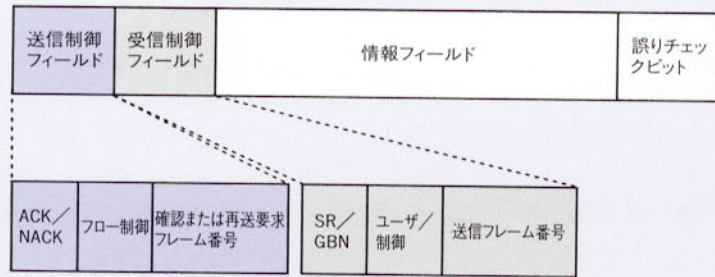 送信制御
フィールド
受信制御
フィールド
情報フィールド
誤りチェッ
クビット
ACK／
NACK
フロー制御
確認または再送要求
フレーム番号
SR／
GBN
ユーザ／
制御
送信フレーム番号